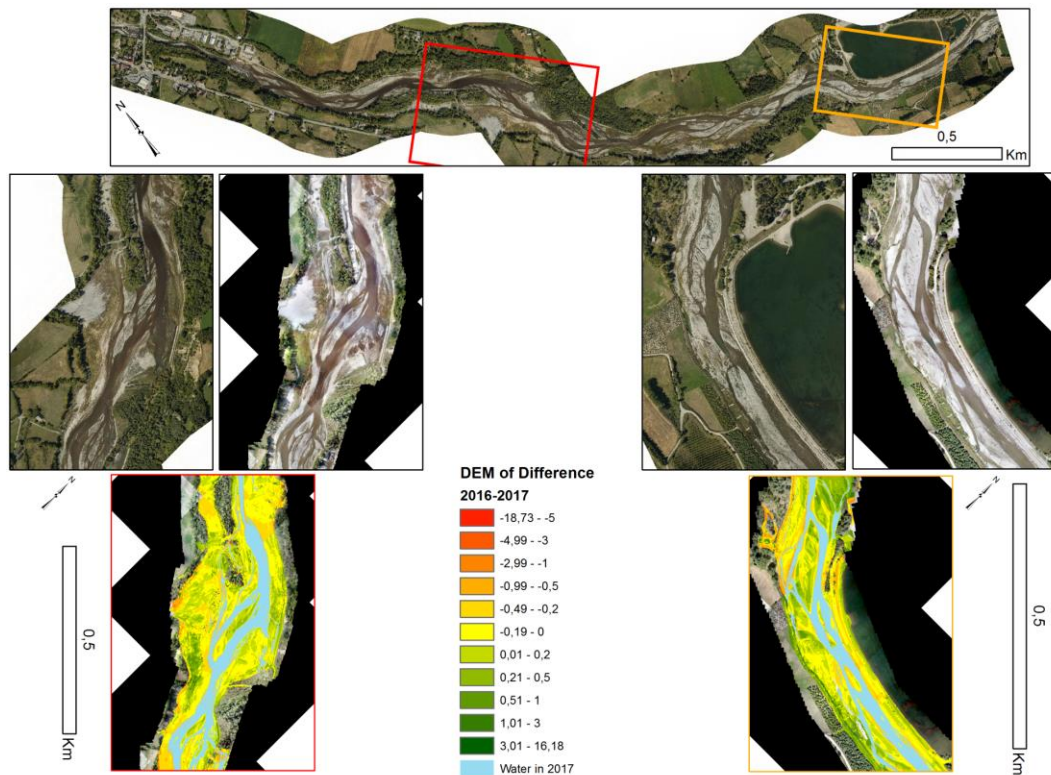 N
0,5
Km
N
N
DEM of Difference
2016-2017
-18,73 - -5
-4,99 - -3
-2,99 - -1
-0,99 - -0,5
-0,49 - -0,2
-0,19 - 0
0,01 - 0,2
0,21 - 0,5
0,51 - 1
1,01 - 3
3,01 - 16,18
Water in 2017
0,5
Km
0,5
Km